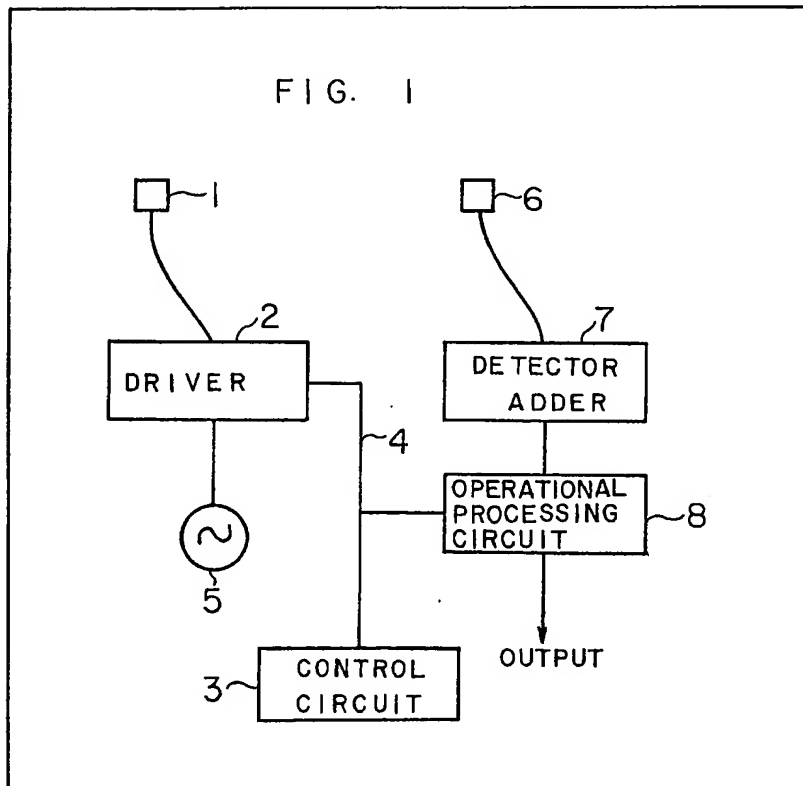 FIG. 1
1
6
2
7
DRIVER
DETECTOR
ADDER
4
OPERATIONAL
PROCESSING
CIRCUIT
8
5
OUTPUT
3
CONTROL
CIRCUIT